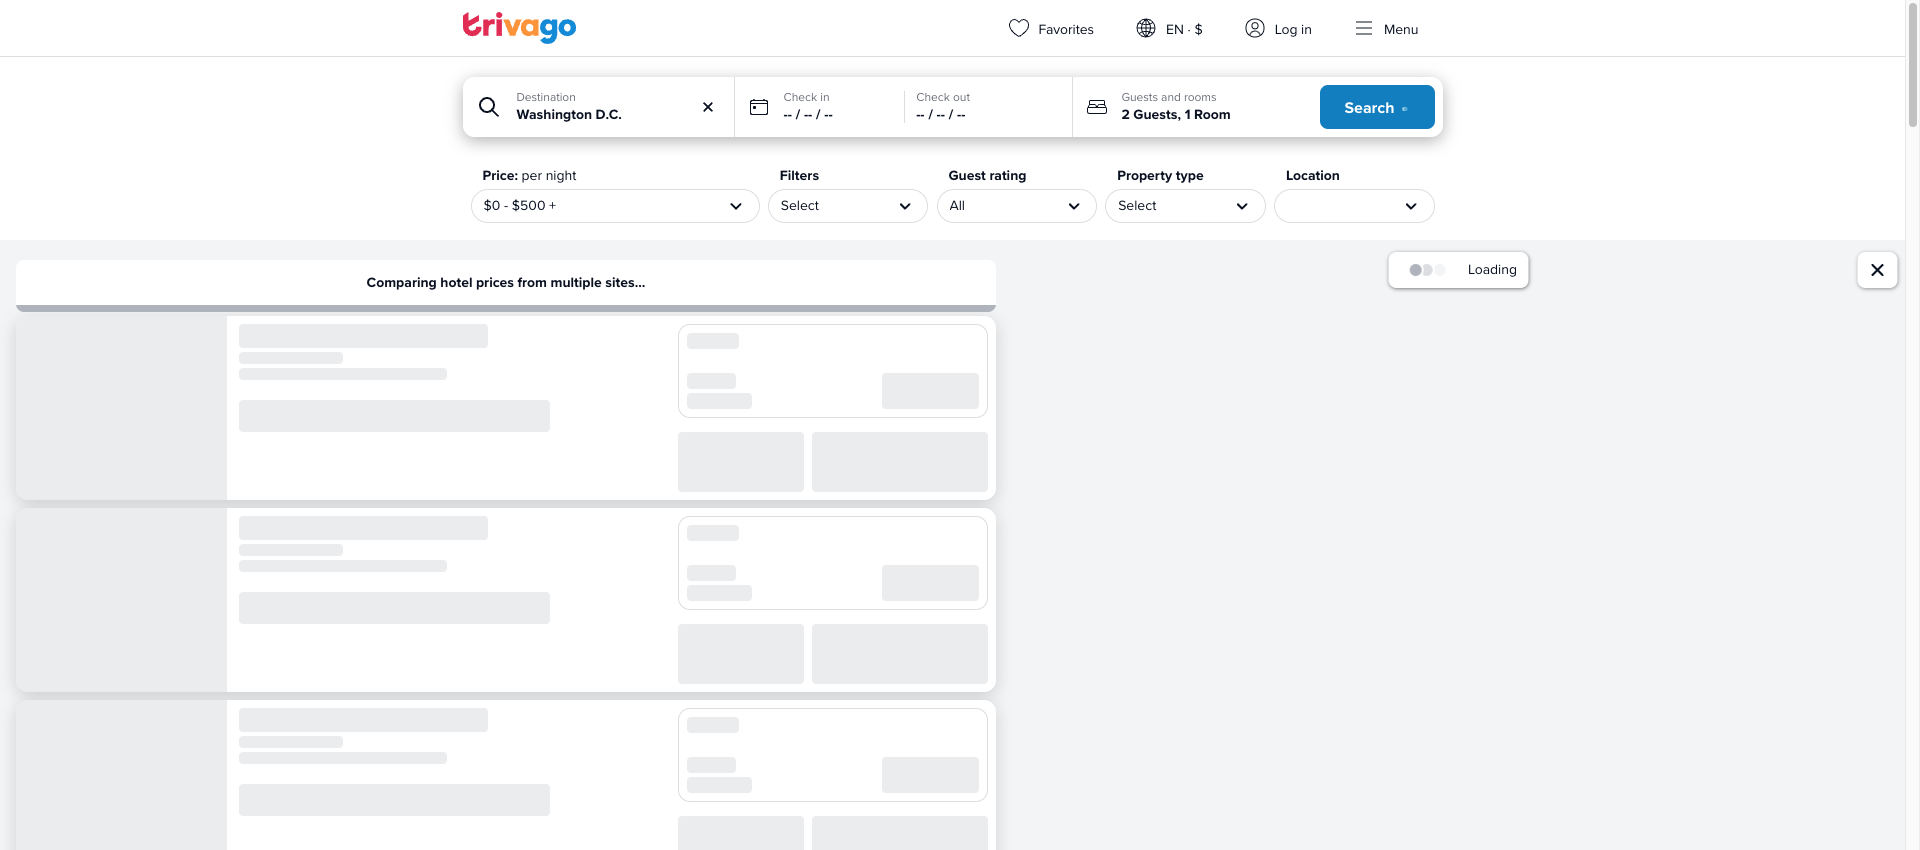 trivago
Favorites
EN · $
Log in
Menu
Destination
Washington D.C.
Check in
-- / -- / --
Check out
-- / -- / --
Guests and rooms
2 Guests, 1 Room
Search
Price: per night
$0 - $500 +
Filters
Select
Guest rating
All
Property type
Select
Location
Comparing hotel prices from multiple sites...
Loading